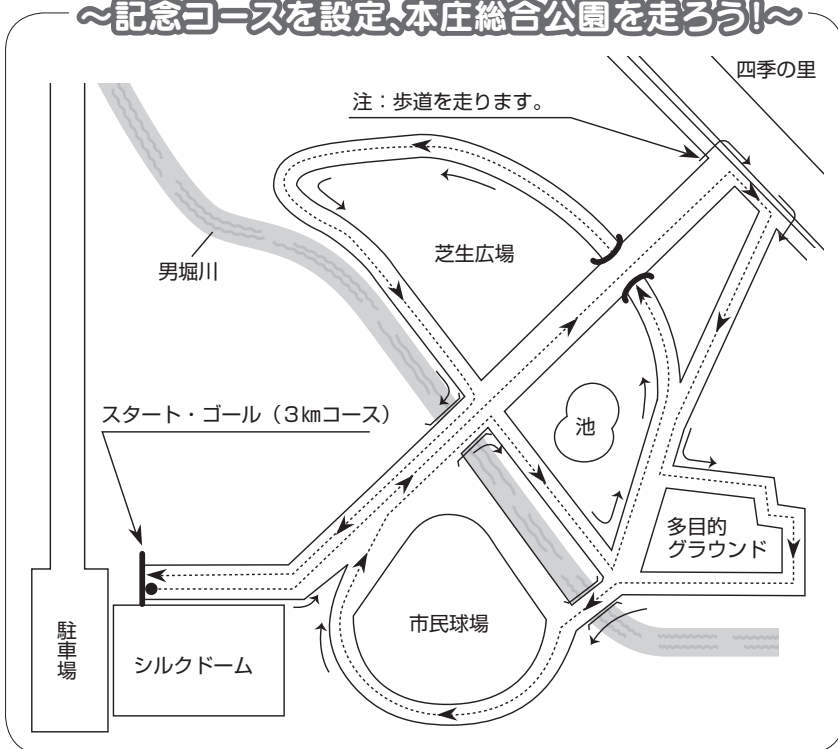 ～記念コースを設定、本庄総合公園を走ろう!～
四季の里
注：歩道を走ります。
芝生広場
男堀川
スタート・ゴール（3㎞コース）
池
多目的
グラウンド
市民球場
駐車場
シルクドーム